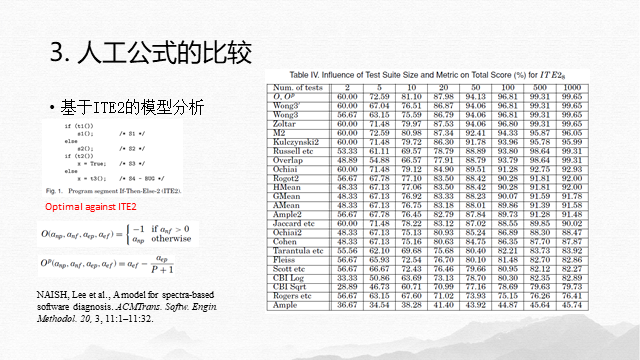 3. 人工公式的比较
• 基于ITE2的模型分析
if (t1())
s1(); /* S1 */
else
s2(); /* S2 */
if (t2())
x = True; /* S3 */
else
x = t3(); /* S4 - BUG */
Fig. 1. Program segment If-Then-Else-2 (ITE2).
Optimal against ITE2
O(anp, anf, aep, aef) = { −1 if anf > 0
anp otherwise
O^p(anp, anf, aep, aef) = aef − aep / P + 1
NAISH, Lee et al., A model for spectra-based
software diagnosis. ACMTrans. Softw. Engin.
Methodol. 20, 3, 11:1–11:32.
Table IV. Influence of Test Suite Size and Metric on Total Score (%) for ITE2₈
Num. of tests 2 5 10 20 50 100 500 1000
O, O^p 60.00 72.59 81.10 87.98 94.13 96.81 99.31 99.65
Wong3' 60.00 67.04 76.51 86.87 94.06 96.81 99.31 99.65
Wong3 56.67 63.15 75.59 86.79 94.06 96.81 99.31 99.65
Zoltar 60.00 71.48 79.97 87.53 94.06 96.80 99.31 99.65
M2 60.00 72.59 80.98 87.34 92.41 94.33 95.87 96.05
Kulczynski2 60.00 71.48 79.72 86.30 91.78 93.96 95.78 95.99
Russell etc 53.33 61.11 69.57 78.79 88.89 93.80 98.64 99.31
Overlap 48.89 54.88 66.57 77.91 88.79 93.79 98.64 99.31
Ochiai 60.00 71.48 79.12 84.90 89.51 91.28 92.75 92.93
Rogot2 56.67 67.78 77.10 83.50 88.42 90.28 91.81 92.00
HMean 48.33 67.13 77.06 83.50 88.42 90.28 91.81 92.00
GMean 48.33 67.13 76.92 83.33 88.23 90.07 91.59 91.78
AMean 48.33 67.13 76.75 83.18 88.01 89.86 91.39 91.58
Ample2 56.67 67.78 76.45 82.79 87.84 89.73 91.28 91.48
Jaccard etc 60.00 71.48 78.22 83.12 87.02 88.55 89.85 90.02
Ochiai2 48.33 67.13 75.13 80.93 85.24 86.89 88.30 88.47
Cohen 48.33 67.13 75.16 80.63 84.75 86.35 87.70 87.87
Tarantula etc 55.56 62.10 69.68 75.68 80.40 82.21 83.73 83.92
Fleiss 56.67 65.93 72.54 76.70 80.10 81.48 82.70 82.86
Scott etc 56.67 66.67 72.43 76.46 79.66 80.95 82.12 82.27
CBI Log 33.33 50.86 63.69 73.13 78.70 80.30 82.35 82.89
CBI Sqrt 28.89 46.73 60.71 70.99 77.16 78.69 79.63 79.73
Rogers etc 56.67 63.15 67.60 71.02 73.93 75.15 76.26 76.41
Ample 36.67 34.54 38.28 41.40 43.92 44.87 45.64 45.74